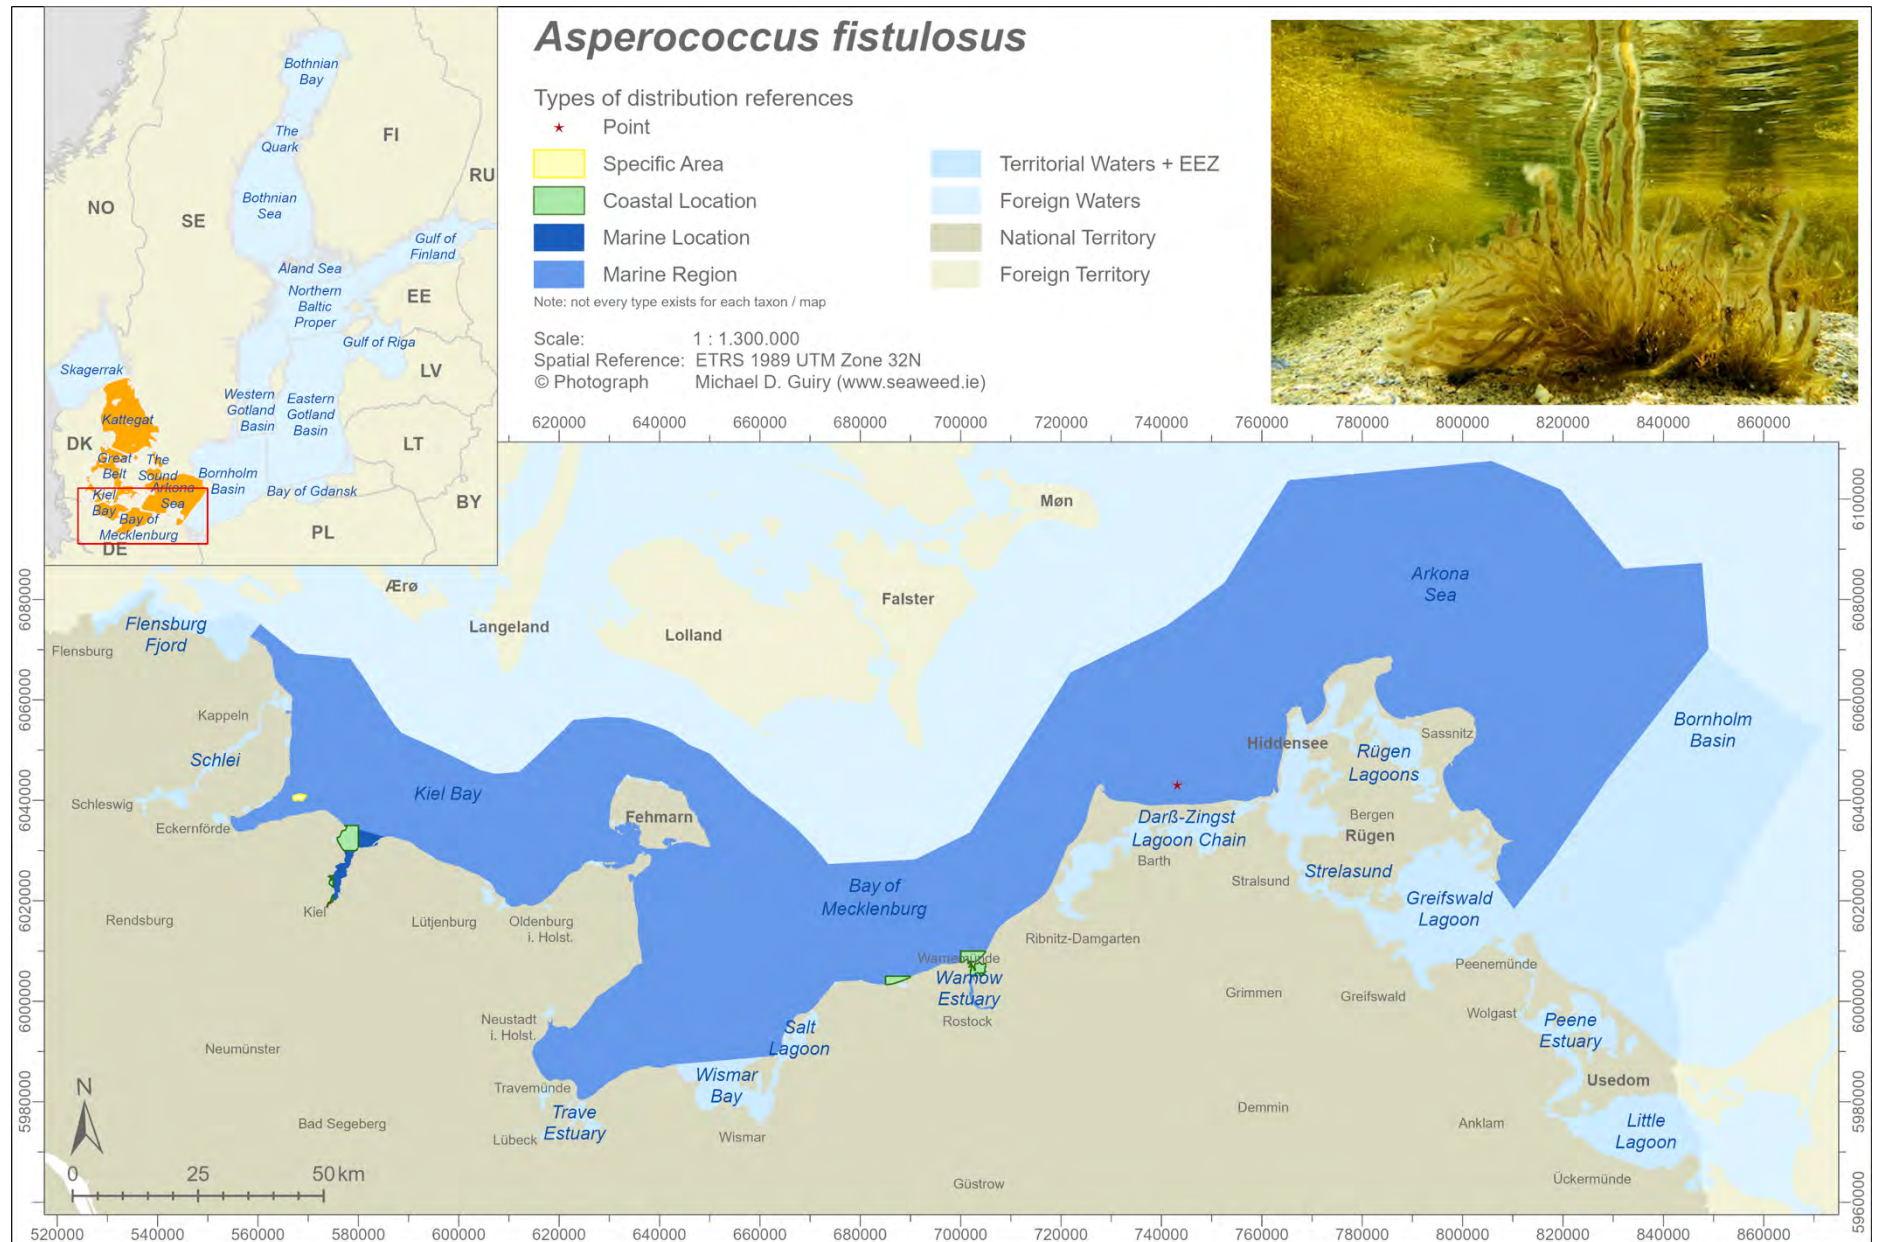 Asperococcus fistulosus
Types of distribution references
Point
Specific Area
Coastal Location
Marine Location
Marine Region
Territorial Waters + EEZ
Foreign Waters
National Territory
Foreign Territory
Note: not every type exists for each taxon / map
Scale: 1 : 1.300.000
Spatial Reference: ETRS 1989 UTM Zone 32N
© Photograph Michael D. Guiry (www.seaweed.ie)
Bothnian
Bay
The
Quark
FI
RU
NO
SE
Bothnian
Sea
Gulf of
Finland
Åland Sea
Northern
Baltic
Proper
EE
Gulf of Riga
Skagerrak
LV
Western
Gotland
Basin
Eastern
Gotland
Basin
Kattegat
DK
LT
Great
Belt
The
Sound
Bornholm
Basin
Arkona
Sea
Bay of Gdansk
Kiel
Bay
BY
Bay of
Mecklenburg
PL
DE
620000 640000 660000 680000 700000 720000 740000 760000 780000 800000 820000 840000 860000
6100000
6080000
6060000
6040000
6020000
6000000
5980000
5960000
6080000
6060000
6040000
6020000
6000000
5980000
Møn
Ærø
Falster
Langeland
Lolland
Arkona
Sea
Flensburg
Fjord
Flensburg
Kappeln
Schlei
Schleswig
Eckernförde
Kiel Bay
Fehmarn
Hiddensee
Sassnitz
Rügen
Lagoons
Bornholm
Basin
Darß-Zingst
Lagoon Chain
Barth
Bergen
Rügen
Strelasund
Stralsund
Greifswald
Lagoon
Rendsburg
Kiel
Lütjenburg
Oldenburg
i. Holst.
Bay of
Mecklenburg
Ribnitz-Damgarten
Warnemünde
Warnow
Estuary
Rostock
Peenemünde
Grimmen
Greifswald
Wolgast
Peene
Estuary
Neustadt
i. Holst.
Salt
Lagoon
Neumünster
Wismar
Bay
Travemünde
Trave
Estuary
Usedom
Bad Segeberg
Lübeck
Wismar
Demmin
Anklam
Little
Lagoon
Güstrow
Ückermünde
N
0 25 50 km
520000 540000 560000 580000 600000 620000 640000 660000 680000 700000 720000 740000 760000 780000 800000 820000 840000 860000